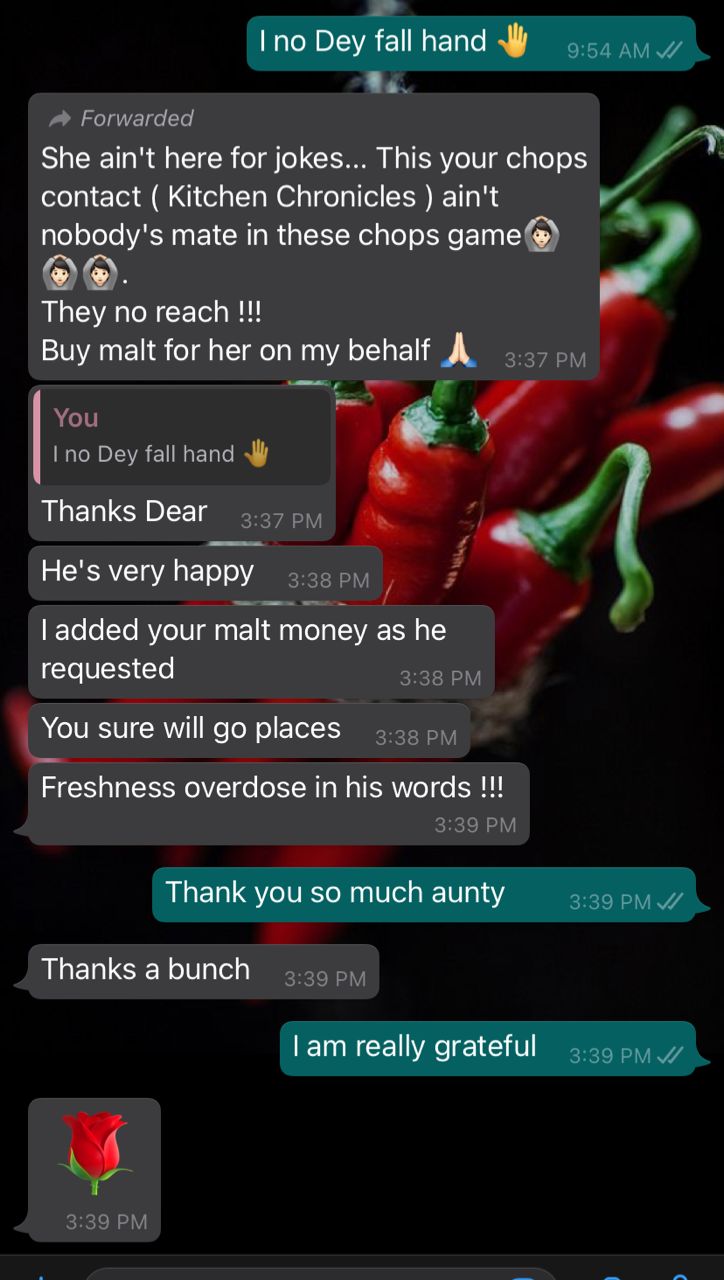 I no Dey fall hand 🤚
9:54 AM
Forwarded
She ain't here for jokes... This your chops
contact ( Kitchen Chronicles ) ain't
nobody's mate in these chops game🙆🏻
🙆🏻🙆🏻.
They no reach !!!
Buy malt for her on my behalf 🙏🏻
3:37 PM
You
I no Dey fall hand 🤚
Thanks Dear
3:37 PM
He's very happy
3:38 PM
I added your malt money as he
requested
3:38 PM
You sure will go places
3:38 PM
Freshness overdose in his words !!!
3:39 PM
Thank you so much aunty
3:39 PM
Thanks a bunch
3:39 PM
I am really grateful
3:39 PM
🌹
3:39 PM